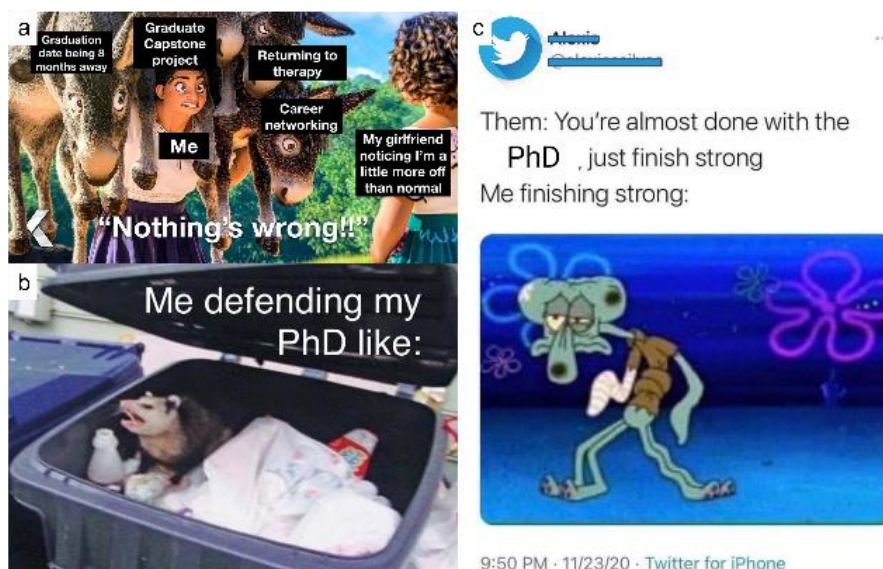 a
Graduation
date being 8
months away
Graduate
Capstone
project
Returning to
therapy
Career
networking
Me
My girlfriend
noticing I'm a
little more off
than normal
"Nothing's wrong!!"
b
Me defending my
PhD like:
c
Them: You're almost done with the
PhD , just finish strong
Me finishing strong:
9:50 PM · 11/23/20 · Twitter for iPhone